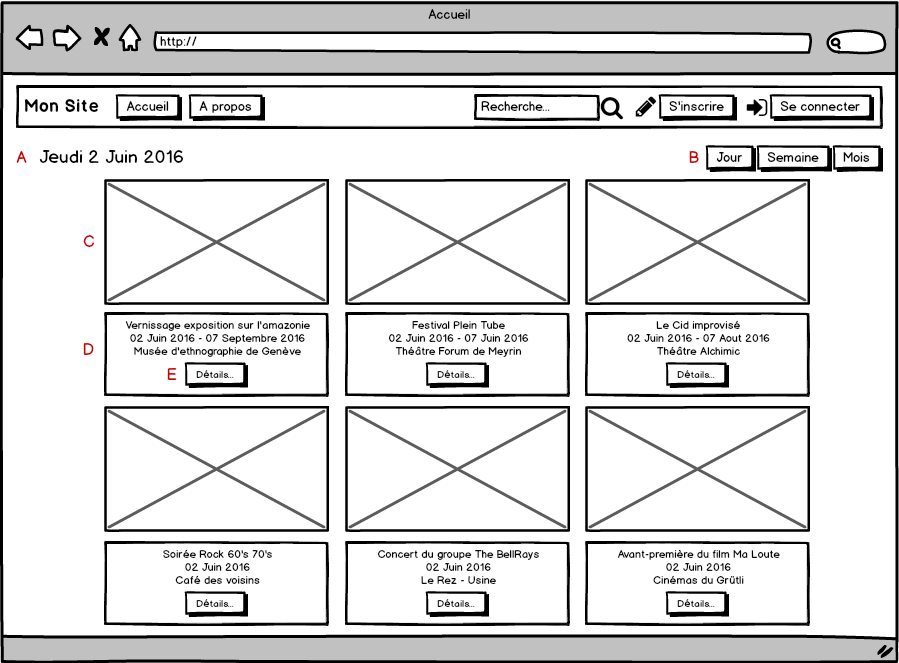 Accueil
http://
Mon Site Accueil A propos Recherche... S'inscrire Se connecter
A Jeudi 2 Juin 2016 B Jour Semaine Mois
C
D
Vernissage exposition sur l'amazonie
02 Juin 2016 - 07 Septembre 2016
Musée d'ethnographie de Genève
E Détails...
Festival Plein Tube
02 Juin 2016 - 07 Juin 2016
Théâtre Forum de Meyrin
Détails...
Le Cid improvisé
02 Juin 2016 - 07 Aout 2016
Théâtre Alchimic
Détails...
Soirée Rock 60's 70's
02 Juin 2016
Café des voisins
Détails...
Concert du groupe The BellRays
02 Juin 2016
Le Rez - Usine
Détails...
Avant-première du film Ma Loute
02 Juin 2016
Cinémas du Grütli
Détails...